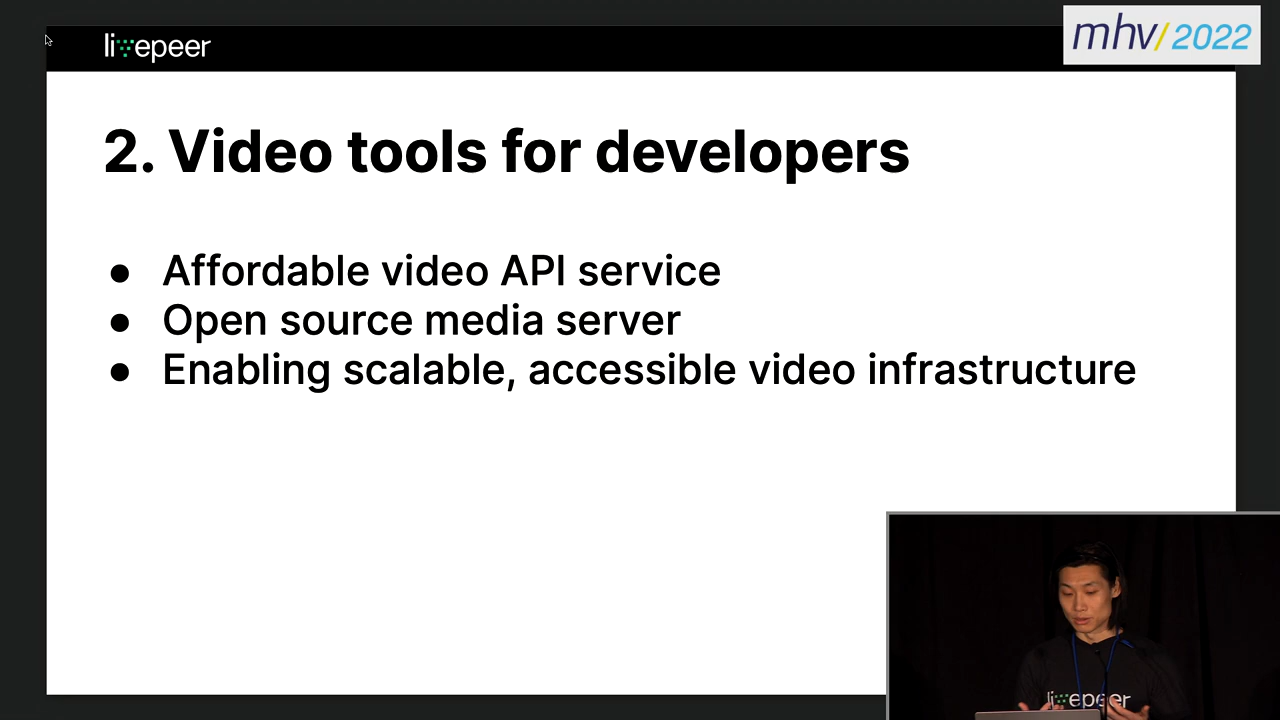 livepeer
mhv/2022
2. Video tools for developers
● Affordable video API service
● Open source media server
● Enabling scalable, accessible video infrastructure
livepeer